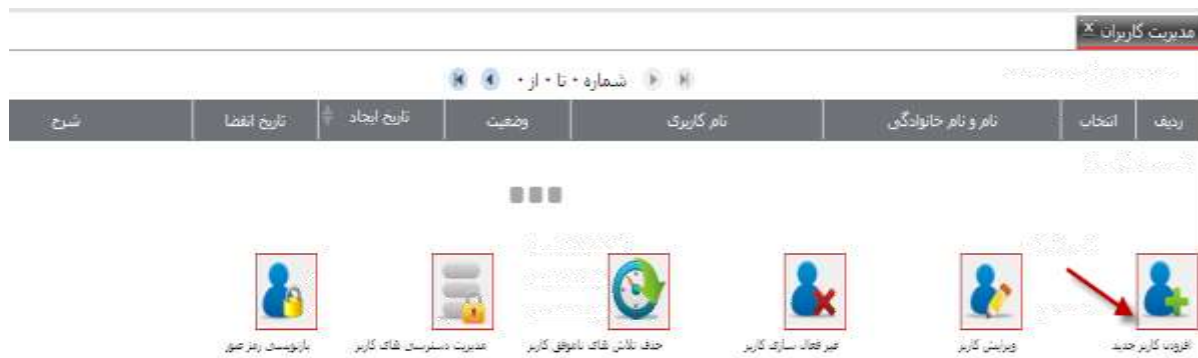 مدیریت کاربران x
شماره ۰ تا ۰ از ۰
ردیف انتخاب نام و نام خانوادگی نام کاربری وضعیت تاریخ ایجاد تاریخ انقضا شرح
افزودن کاربر جدید ویرایش کاربر غیر فعال سازی کاربر حذف تلاش های ناموفق کاربر مدیریت دسترسی های کاربر بازنویسی رمز عبور